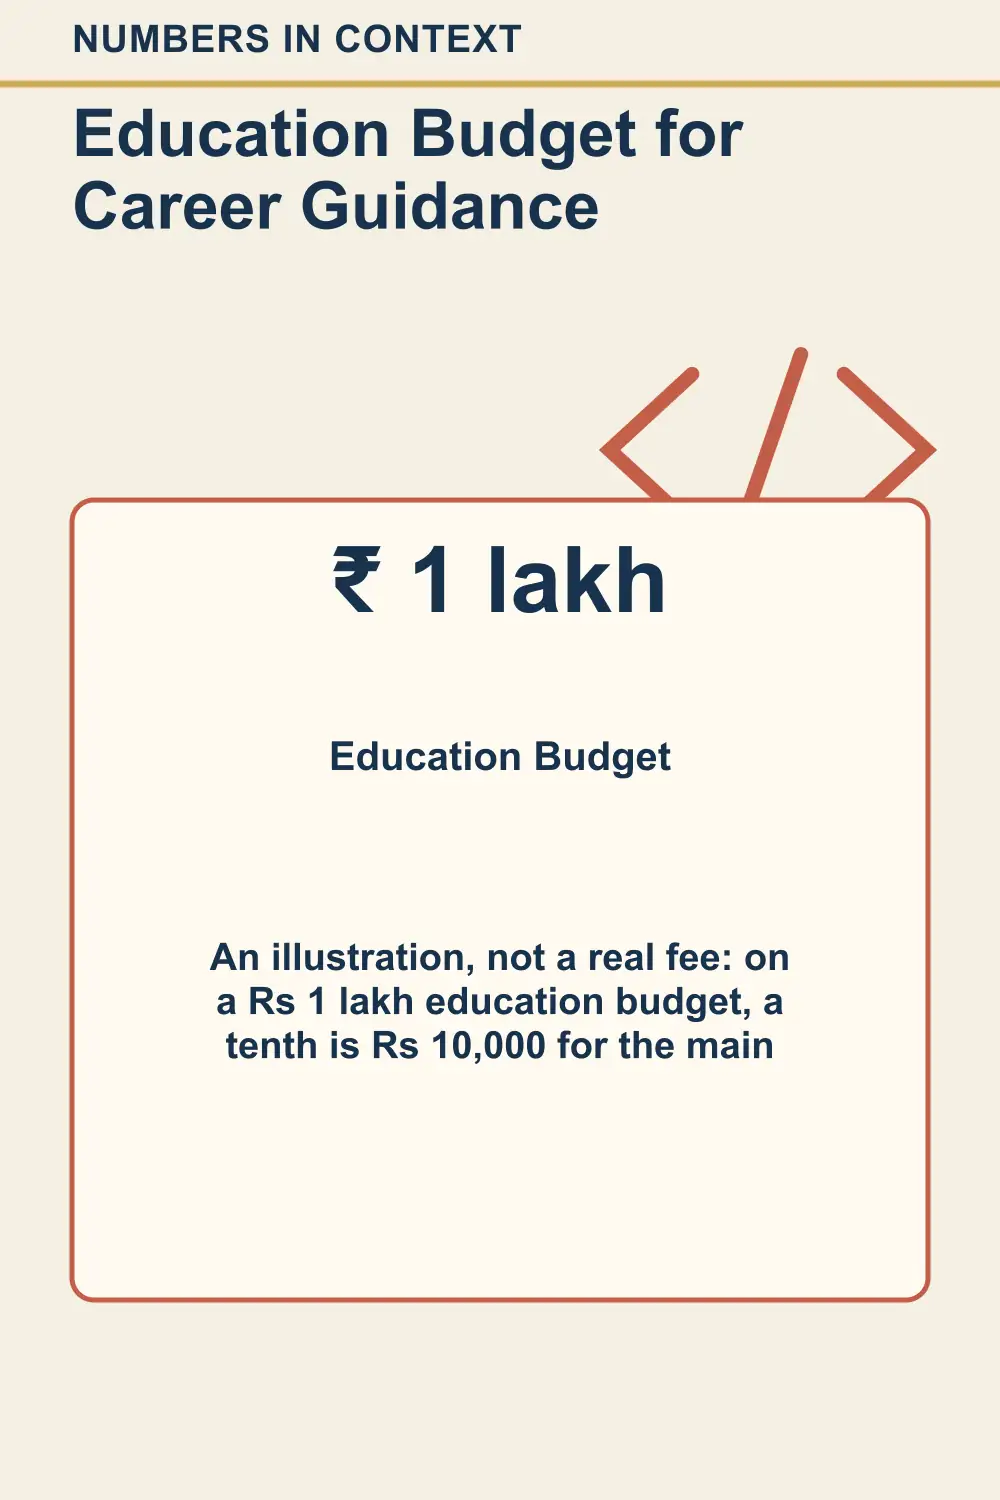 NUMBERS IN CONTEXT
Education Budget for
Career Guidance
₹ 1 lakh
Education Budget
An illustration, not a real fee: on
a Rs 1 lakh education budget, a
tenth is Rs 10,000 for the main